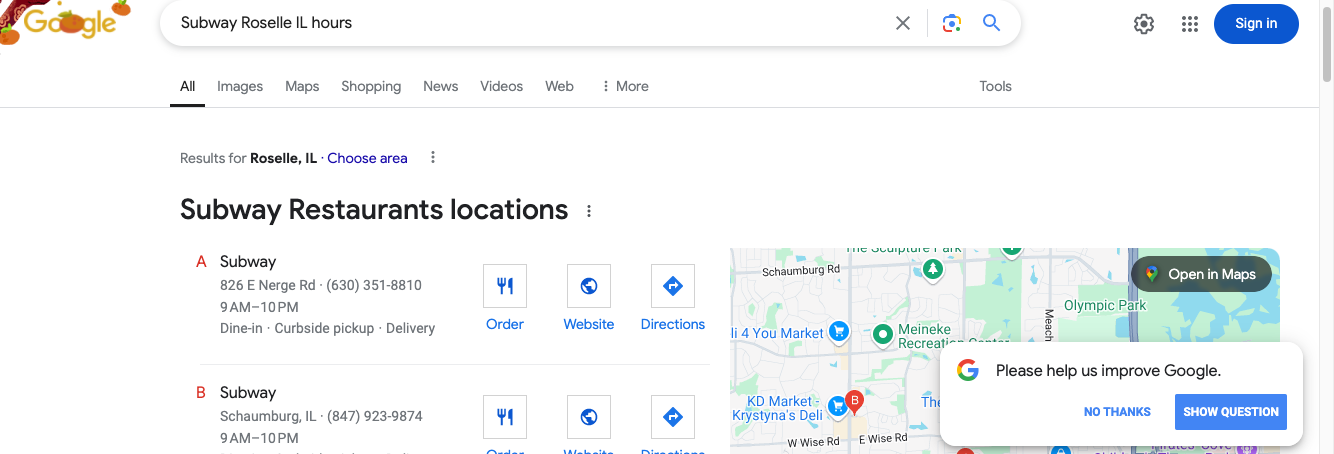 Google
Subway Roselle IL hours
Sign in
All
Images
Maps
Shopping
News
Videos
Web
More
Tools
Results for Roselle, IL · Choose area
Subway Restaurants locations
A Subway
826 E Nerge Rd · (630) 351-8810
9 AM–10 PM
Dine-in · Curbside pickup · Delivery
Order
Website
Directions
B Subway
Schaumburg, IL · (847) 923-9874
9 AM–10 PM
Order
Website
Directions
The Sculpture Park
Schaumburg Rd
Open in Maps
Olympic Park
li 4 You Market
Meineke
Recreation Center
Meach
KD Market -
Krystyna's Deli
B
The
W Wise Rd
E Wise Rd
Please help us improve Google.
NO THANKS
SHOW QUESTION